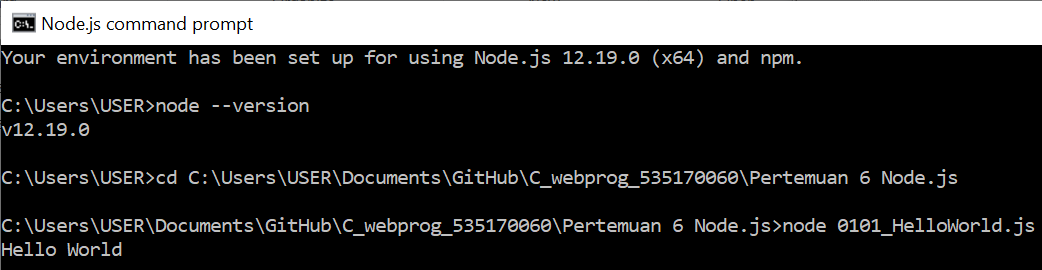 C:\. Node.js command prompt
Your environment has been set up for using Node.js 12.19.0 (x64) and npm.
C:\Users\USER>node --version
v12.19.0
C:\Users\USER>cd C:\Users\USER\Documents\GitHub\C_webprog_535170060\Pertemuan 6 Node.js
C:\Users\USER\Documents\GitHub\C_webprog_535170060\Pertemuan 6 Node.js>node 0101_HelloWorld.js
Hello World